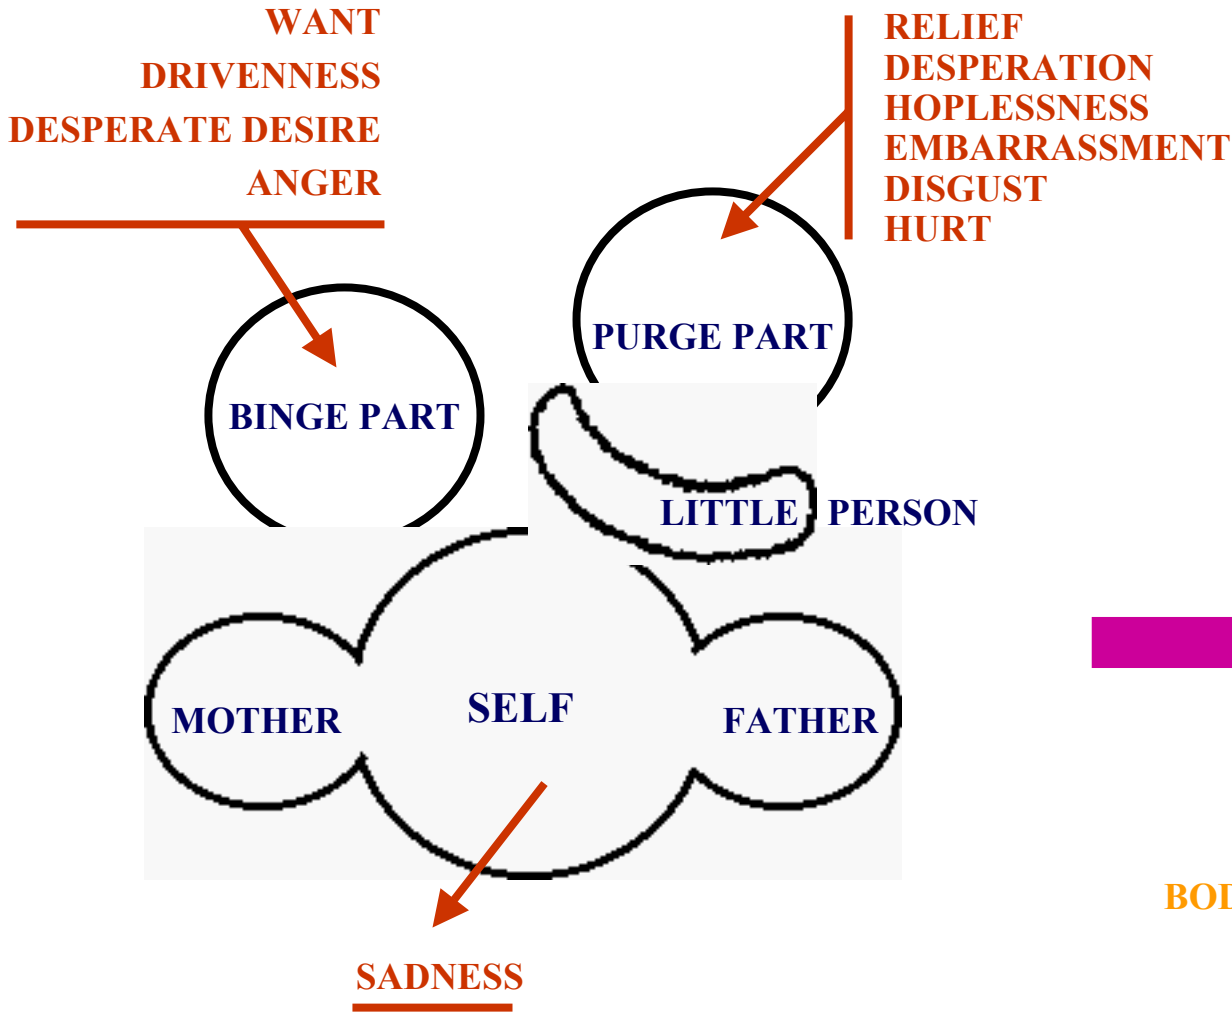 WANT
DRIVENNESS
DESPERATE DESIRE
ANGER
RELIEF
DESPERATION
HOPLESSNESS
EMBARRASSMENT
DISGUST
HURT
PURGE PART
BINGE PART
LITTLE PERSON
MOTHER
SELF
FATHER
SADNESS